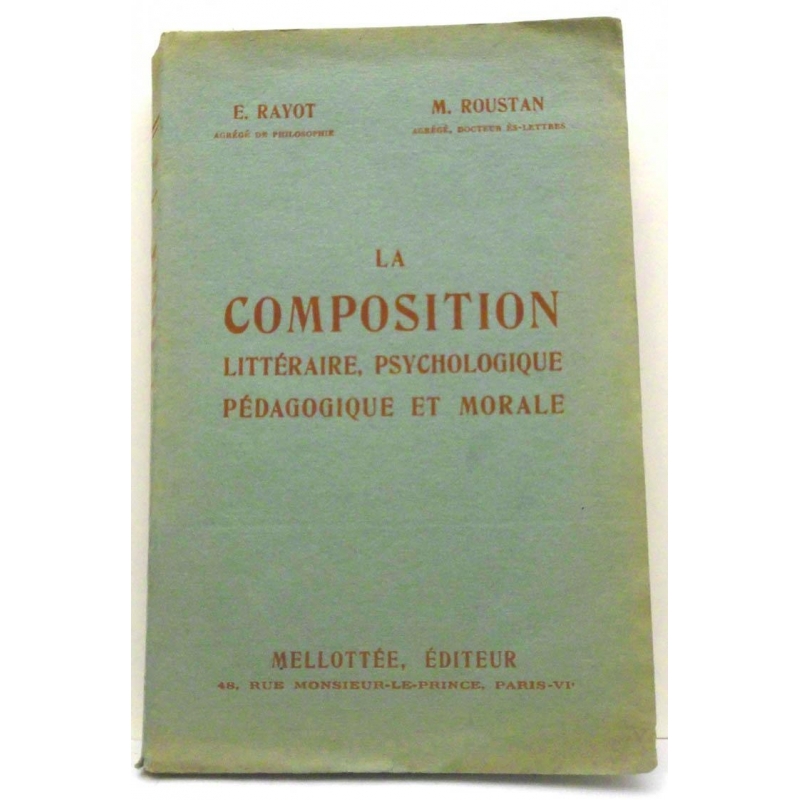 E. RAYOT
AGRÉGÉ DE PHILOSOPHIE
M. ROUSTAN
AGRÉGÉ, DOCTEUR ÈS-LETTRES
LA
COMPOSITION
LITTÉRAIRE, PSYCHOLOGIQUE
PÉDAGOGIQUE ET MORALE
MELLOTTÉE, ÉDITEUR
48, RUE MONSIEUR-LE-PRINCE, PARIS-VIᵉ